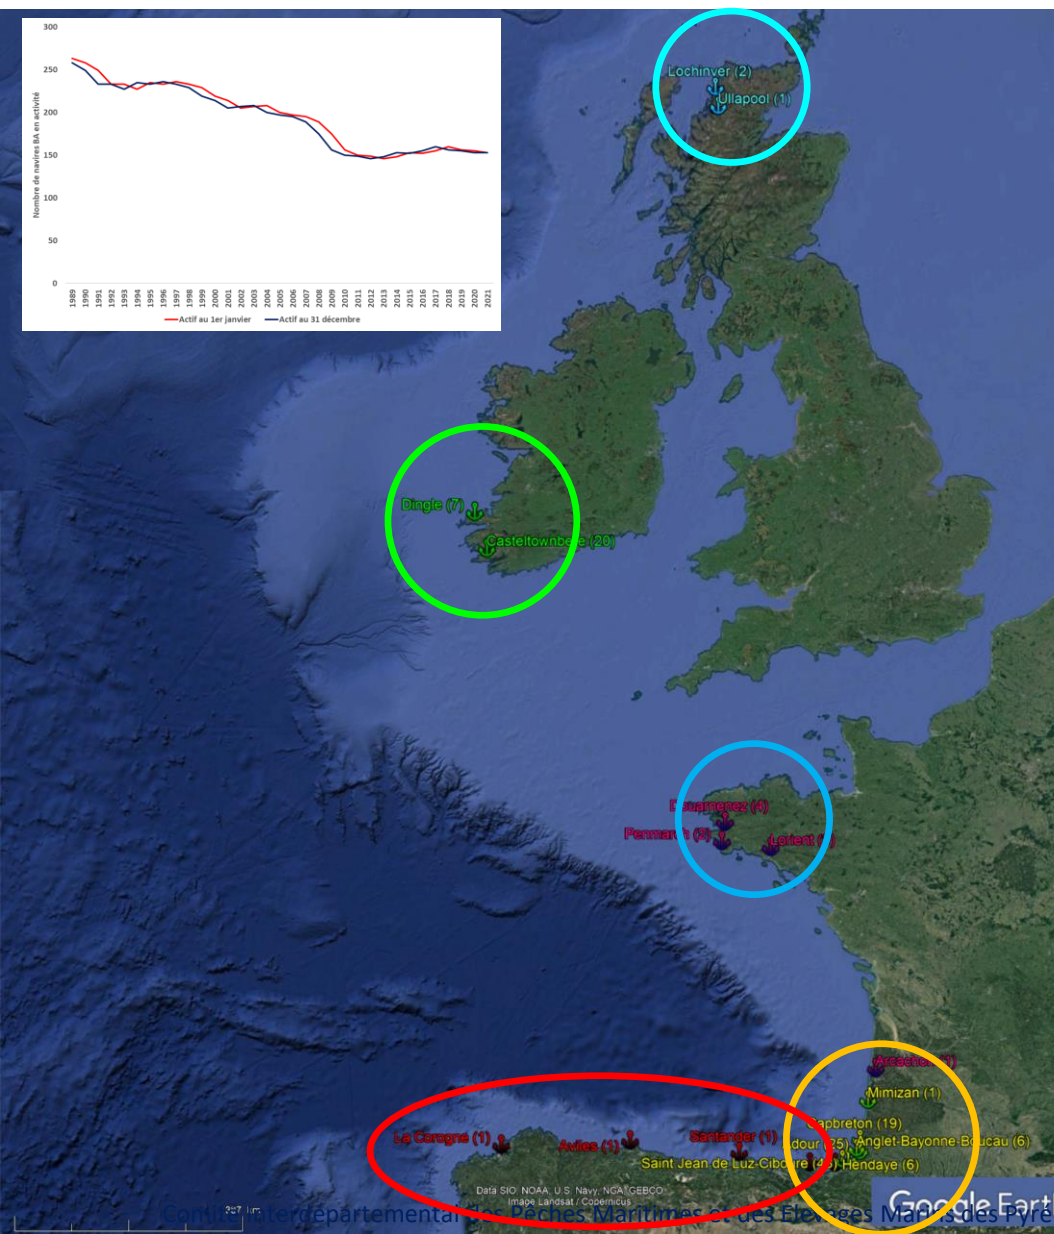 300
250
200
150
100
50
0
Nombre de navires BA en activité
1989 1990 1991 1992 1993 1994 1995 1996 1997 1998 1999 2000 2001 2002 2003 2004 2005 2006 2007 2008 2009 2010 2011 2012 2013 2014 2015 2016 2017 2018 2019 2020 2021
Actif au 1er janvier Actif au 31 décembre
Lochinver (2)
Ullapool (1)
Dingle (7)
Casteltownbere (20)
Douarnenez (4)
Penmarch
Lorient
Arcachon (1)
Mimizan (1)
Capbreton (19)
Anglet-Bayonne-Boucau (6)
La Corogne (1)
Aviles (1)
Santander (1)
Saint Jean de Luz-Ciboure
Hendaye (6)
Data SIO, NOAA, U.S. Navy, NGA, GEBCO
Image Landsat / Copernicus
Google Eart
Comité Interdépartemental des Pêches Maritimes et des Elevages Marins des Pyré